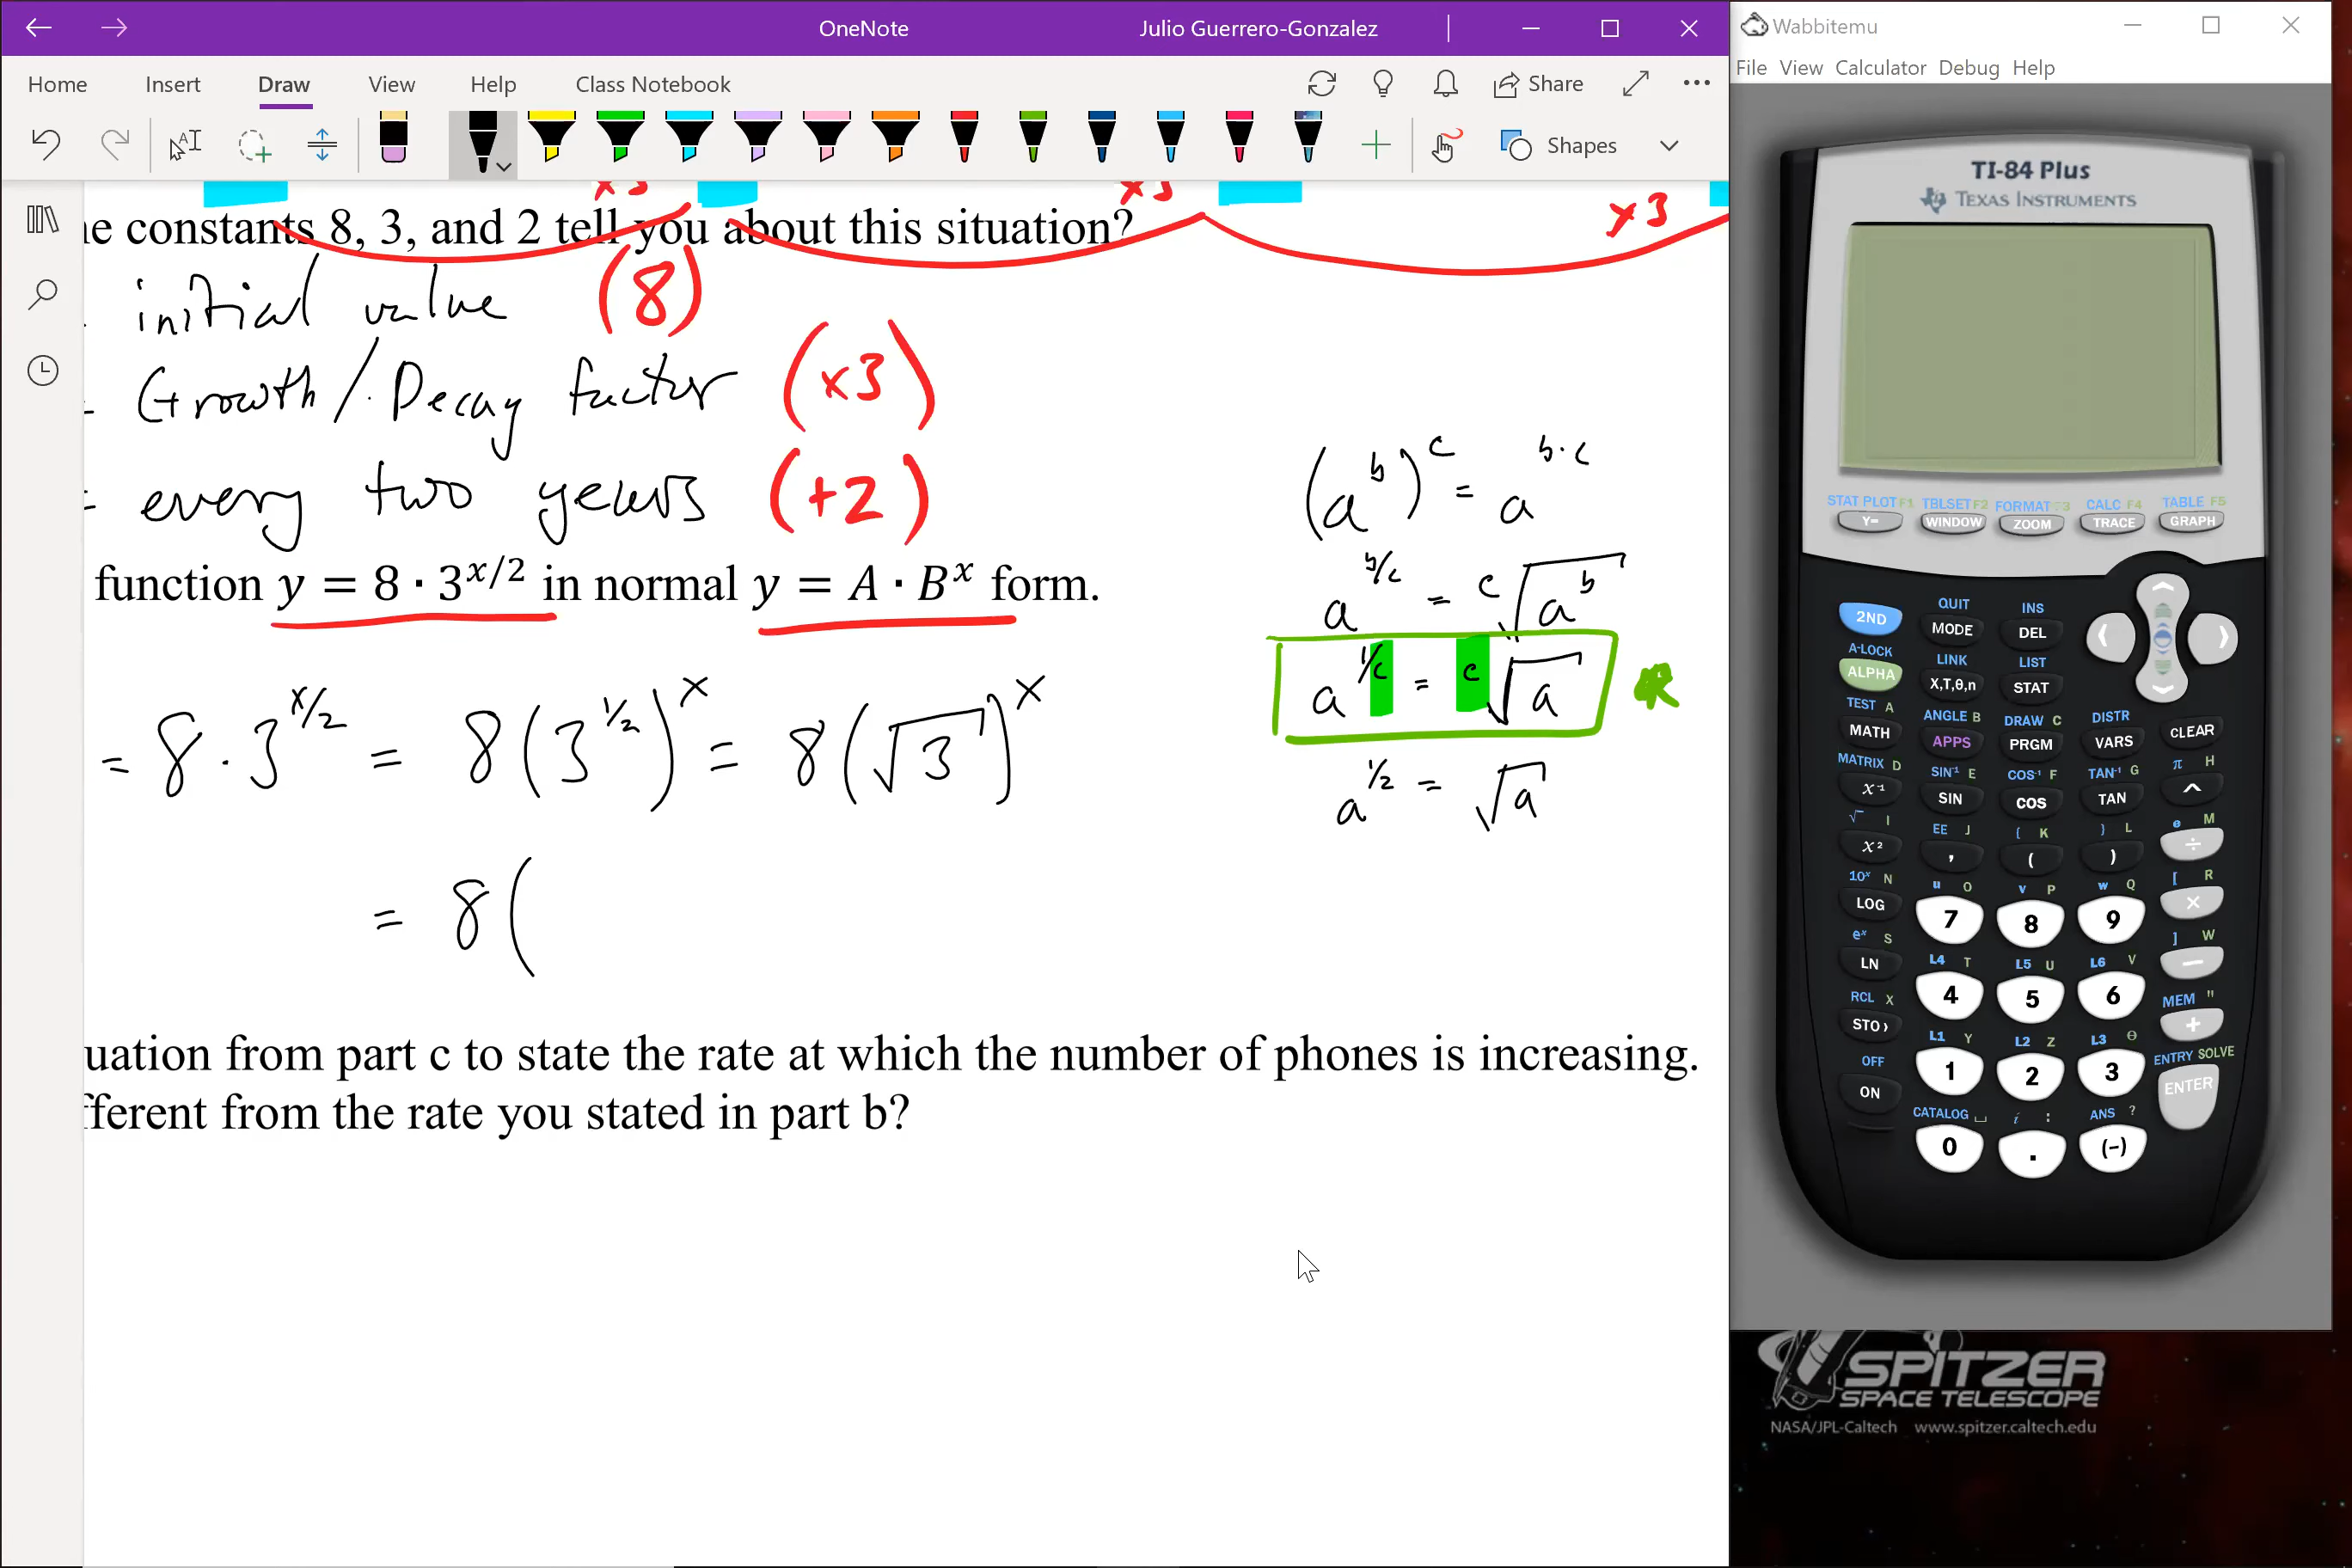 OneNote
Julio Guerrero-Gonzalez
Home Insert Draw View Help Class Notebook Share
Shapes
×3 ×3 ×3
e constants 8, 3, and 2 tell you about this situation?
initial value (8)
= Growth/Decay factor (×3)
= every two years (+2)
function y = 8 · 3^{x/2} in normal y = A · B^x form.
= 8 · 3^{x/2} = 8(3^{1/2})^x = 8(√3)^x
= 8(
(a^b)^c = a^{b·c}
a^{b/c} = ᶜ√a^b
a^{1/c} = ᶜ√a
a^{1/2} = √a
uation from part c to state the rate at which the number of phones is increasing.
fferent from the rate you stated in part b?
Wabbitemu
File View Calculator Debug Help
TI-84 Plus
TEXAS INSTRUMENTS
STAT PLOT F1 TBLSET F2 FORMAT F3 CALC F4 TABLE F5
Y= WINDOW ZOOM TRACE GRAPH
QUIT INS
2ND MODE DEL
A-LOCK LINK LIST
ALPHA X,T,θ,n STAT
TEST A ANGLE B DRAW C DISTR
MATH APPS PRGM VARS CLEAR
MATRIX D SIN⁻¹ E COS⁻¹ F TAN⁻¹ G π H
x⁻¹ SIN COS TAN ^
√ I EE J { K } L e M
x² , ( ) ÷
10ˣ N u O v P w Q [ R
LOG 7 8 9 ×
eˣ S L4 T L5 U L6 V ] W
LN 4 5 6 −
RCL X L1 Y L2 Z L3 θ MEM "
STO› 1 2 3 +
OFF CATALOG ⎵ i : ANS ? ENTRY SOLVE
ON 0 . (-) ENTER
SPITZER
SPACE TELESCOPE
NASA/JPL-Caltech www.spitzer.caltech.edu